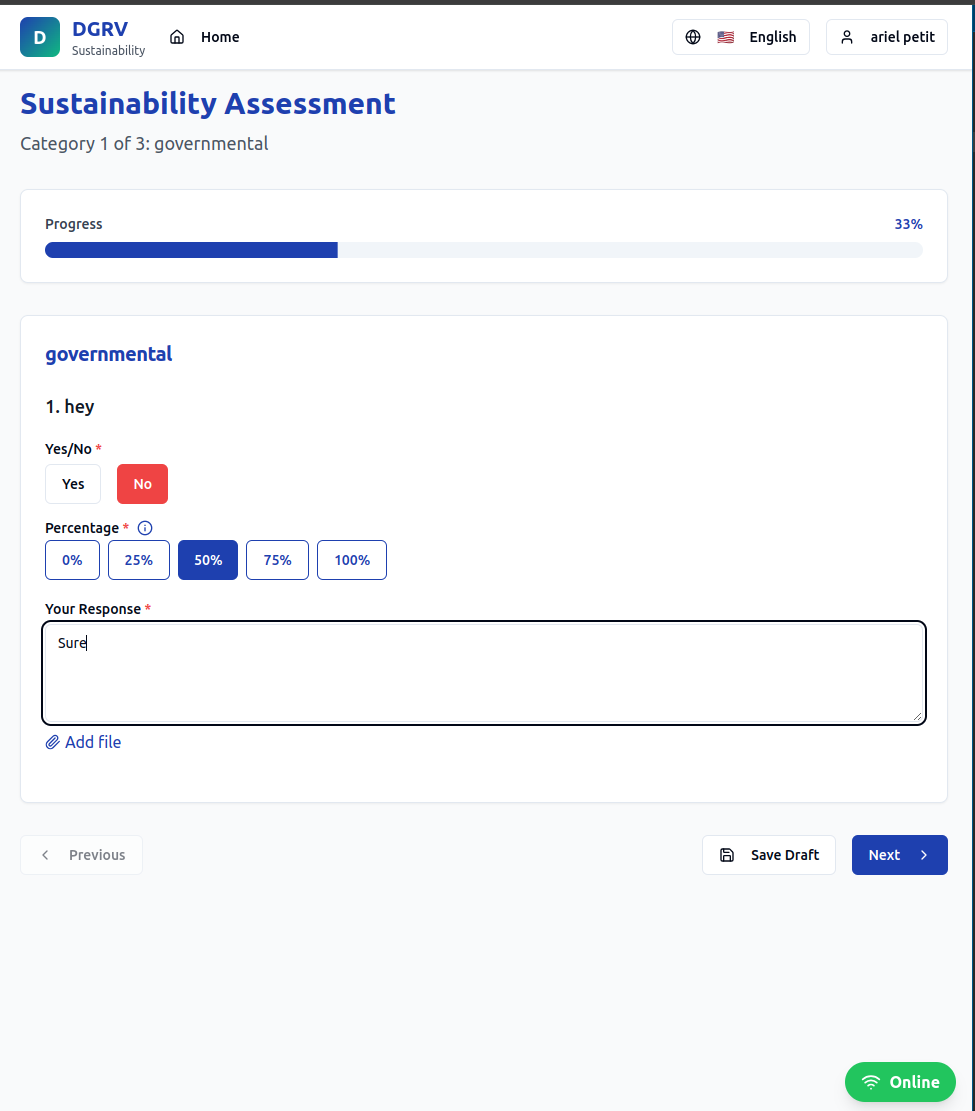 D
DGRV
Sustainability
Home
English
ariel petit
Sustainability Assessment
Category 1 of 3: governmental
Progress
33%
governmental
1. hey
Yes/No *
Yes
No
Percentage *
0%
25%
50%
75%
100%
Your Response *
Sure
Add file
Previous
Save Draft
Next
Online